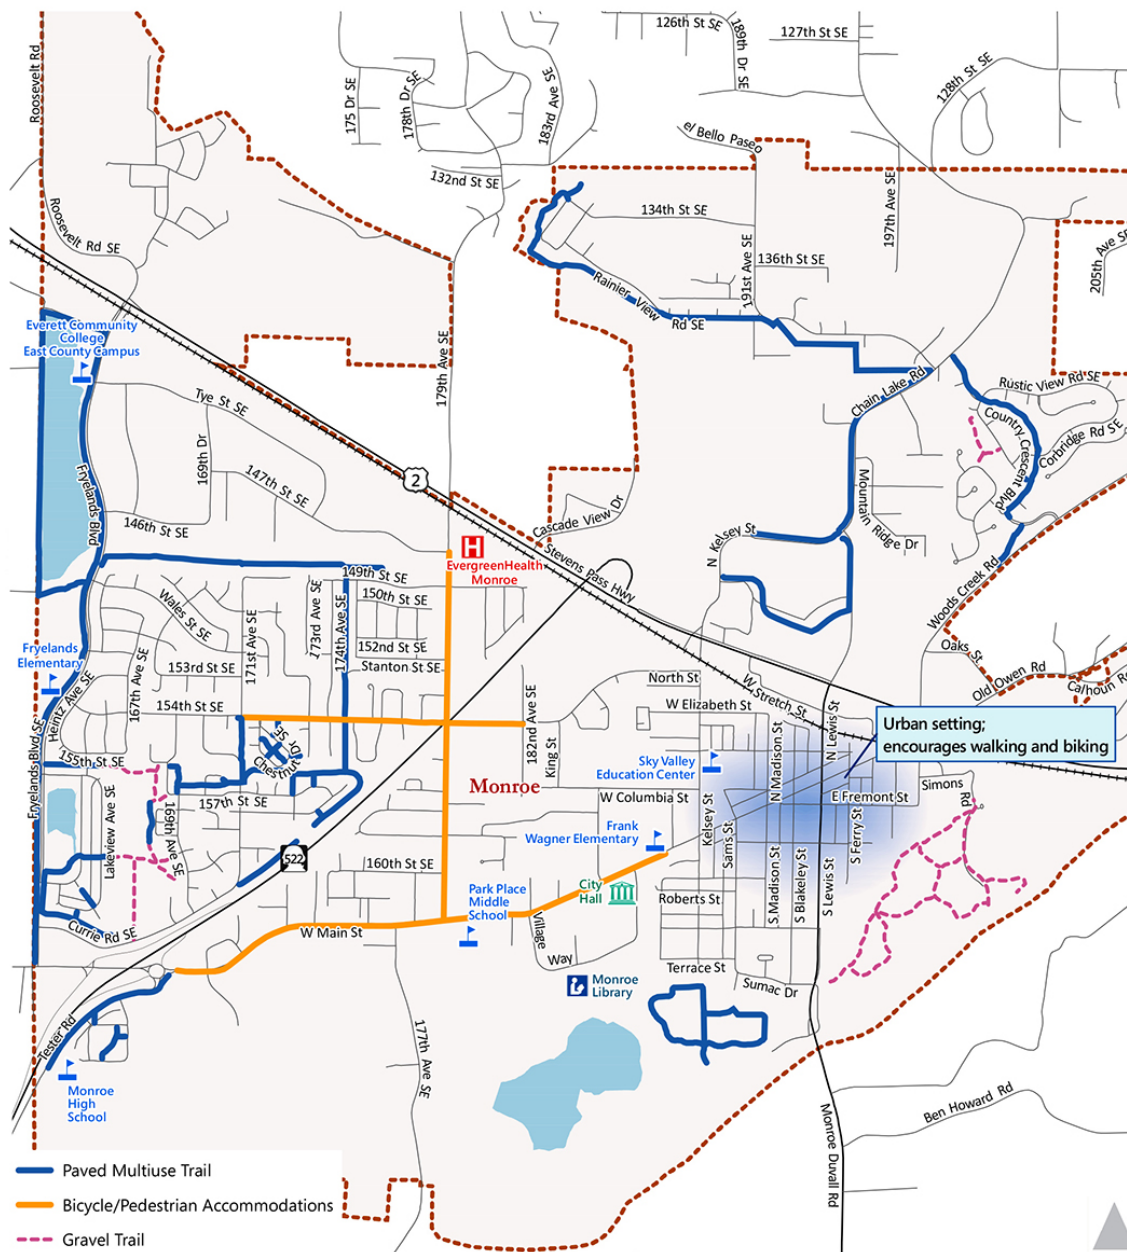 Roosevelt Rd
126th St SE
189th Dr SE
127th St SE
128th St SE
175 Dr SE
178th Dr SE
183rd Ave SE
el Bello Paseo
132nd St SE
134th St SE
197th Ave SE
205th Ave SE
Roosevelt Rd SE
191st Ave SE
136th St SE
Rainier View Rd SE
Everett Community
College
East County Campus
179th Ave SE
Tye St SE
Chain Lake Rd
Rustic View Rd SE
Country Crescent Blvd
Corbridge Rd SE
169th Dr
147th St SE
2
Fryelands Blvd
146th St SE
Cascade View Dr
Mountain Ridge Dr
N Kelsey St
H
EvergreenHealth
Monroe
Stevens Pass Hwy
Woods Creek Rd
149th St SE
150th St SE
Wales St SE
171st Ave SE
173rd Ave SE
174th Ave SE
152nd St SE
Stanton St SE
153rd St SE
Fryelands
Elementary
Heintz Ave SE
167th Ave SE
154th St SE
Oaks St
Old Owen Rd
Calhoun Rd
North St
W Stretch St
W Elizabeth St
182nd Ave SE
King St
N Madison St
N Lewis St
Urban setting;
encourages walking and biking
Fryelands Blvd SE
155th St SE
Chestnut Dr SE
Sky Valley
Education Center
Monroe
W Columbia St
E Fremont St
Simons Rd
Lakeview Ave SE
169th Ave SE
157th St SE
Frank
Wagner Elementary
Kelsey St
Sams St
S Ferry St
522
160th St SE
City
Hall
Park Place
Middle
School
Roberts St
S Madison St
S Blakeley St
S Lewis St
Currie Rd SE
W Main St
Village Way
Terrace St
Sumac Dr
Monroe
Library
Tester Rd
177th Ave SE
Monroe
High
School
Monroe Duvall Rd
Ben Howard Rd
Paved Multiuse Trail
Bicycle/Pedestrian Accommodations
Gravel Trail